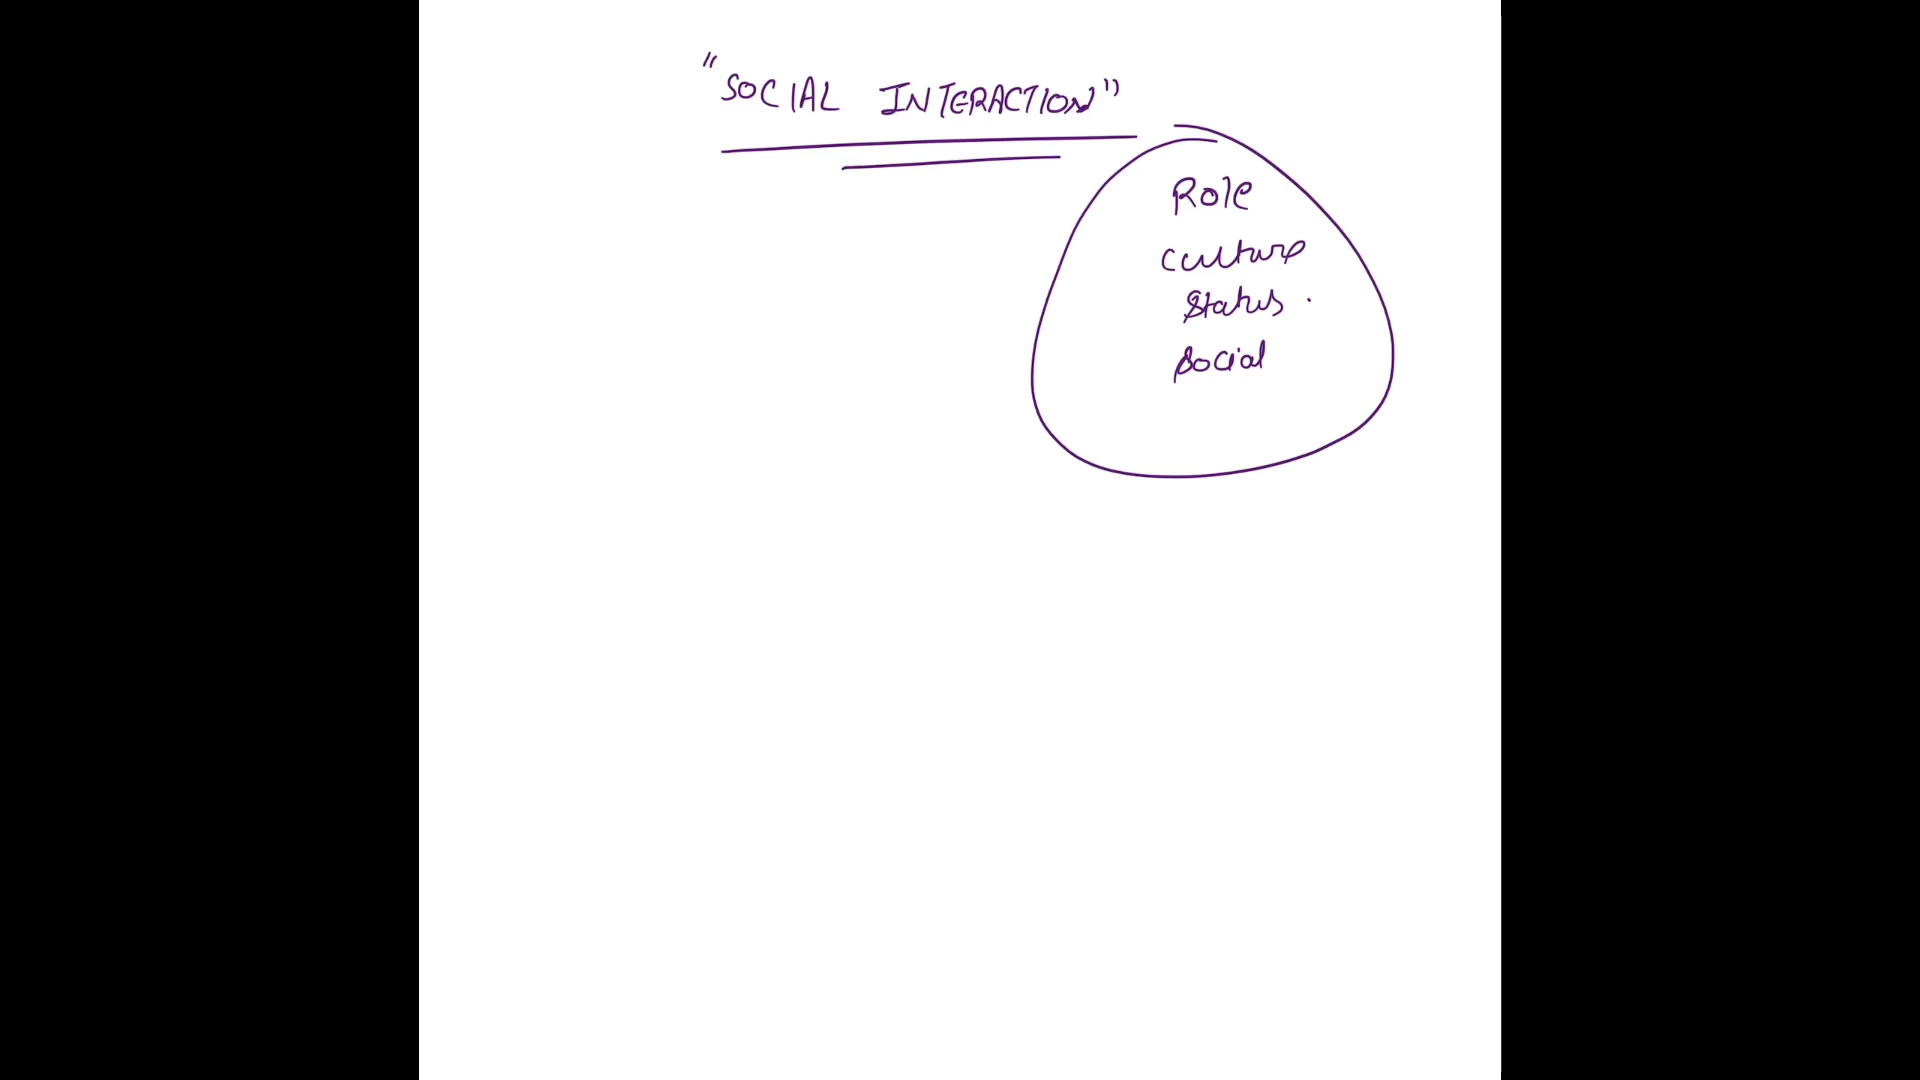 "SOCIAL INTERACTION"
Role
culture
status.
social